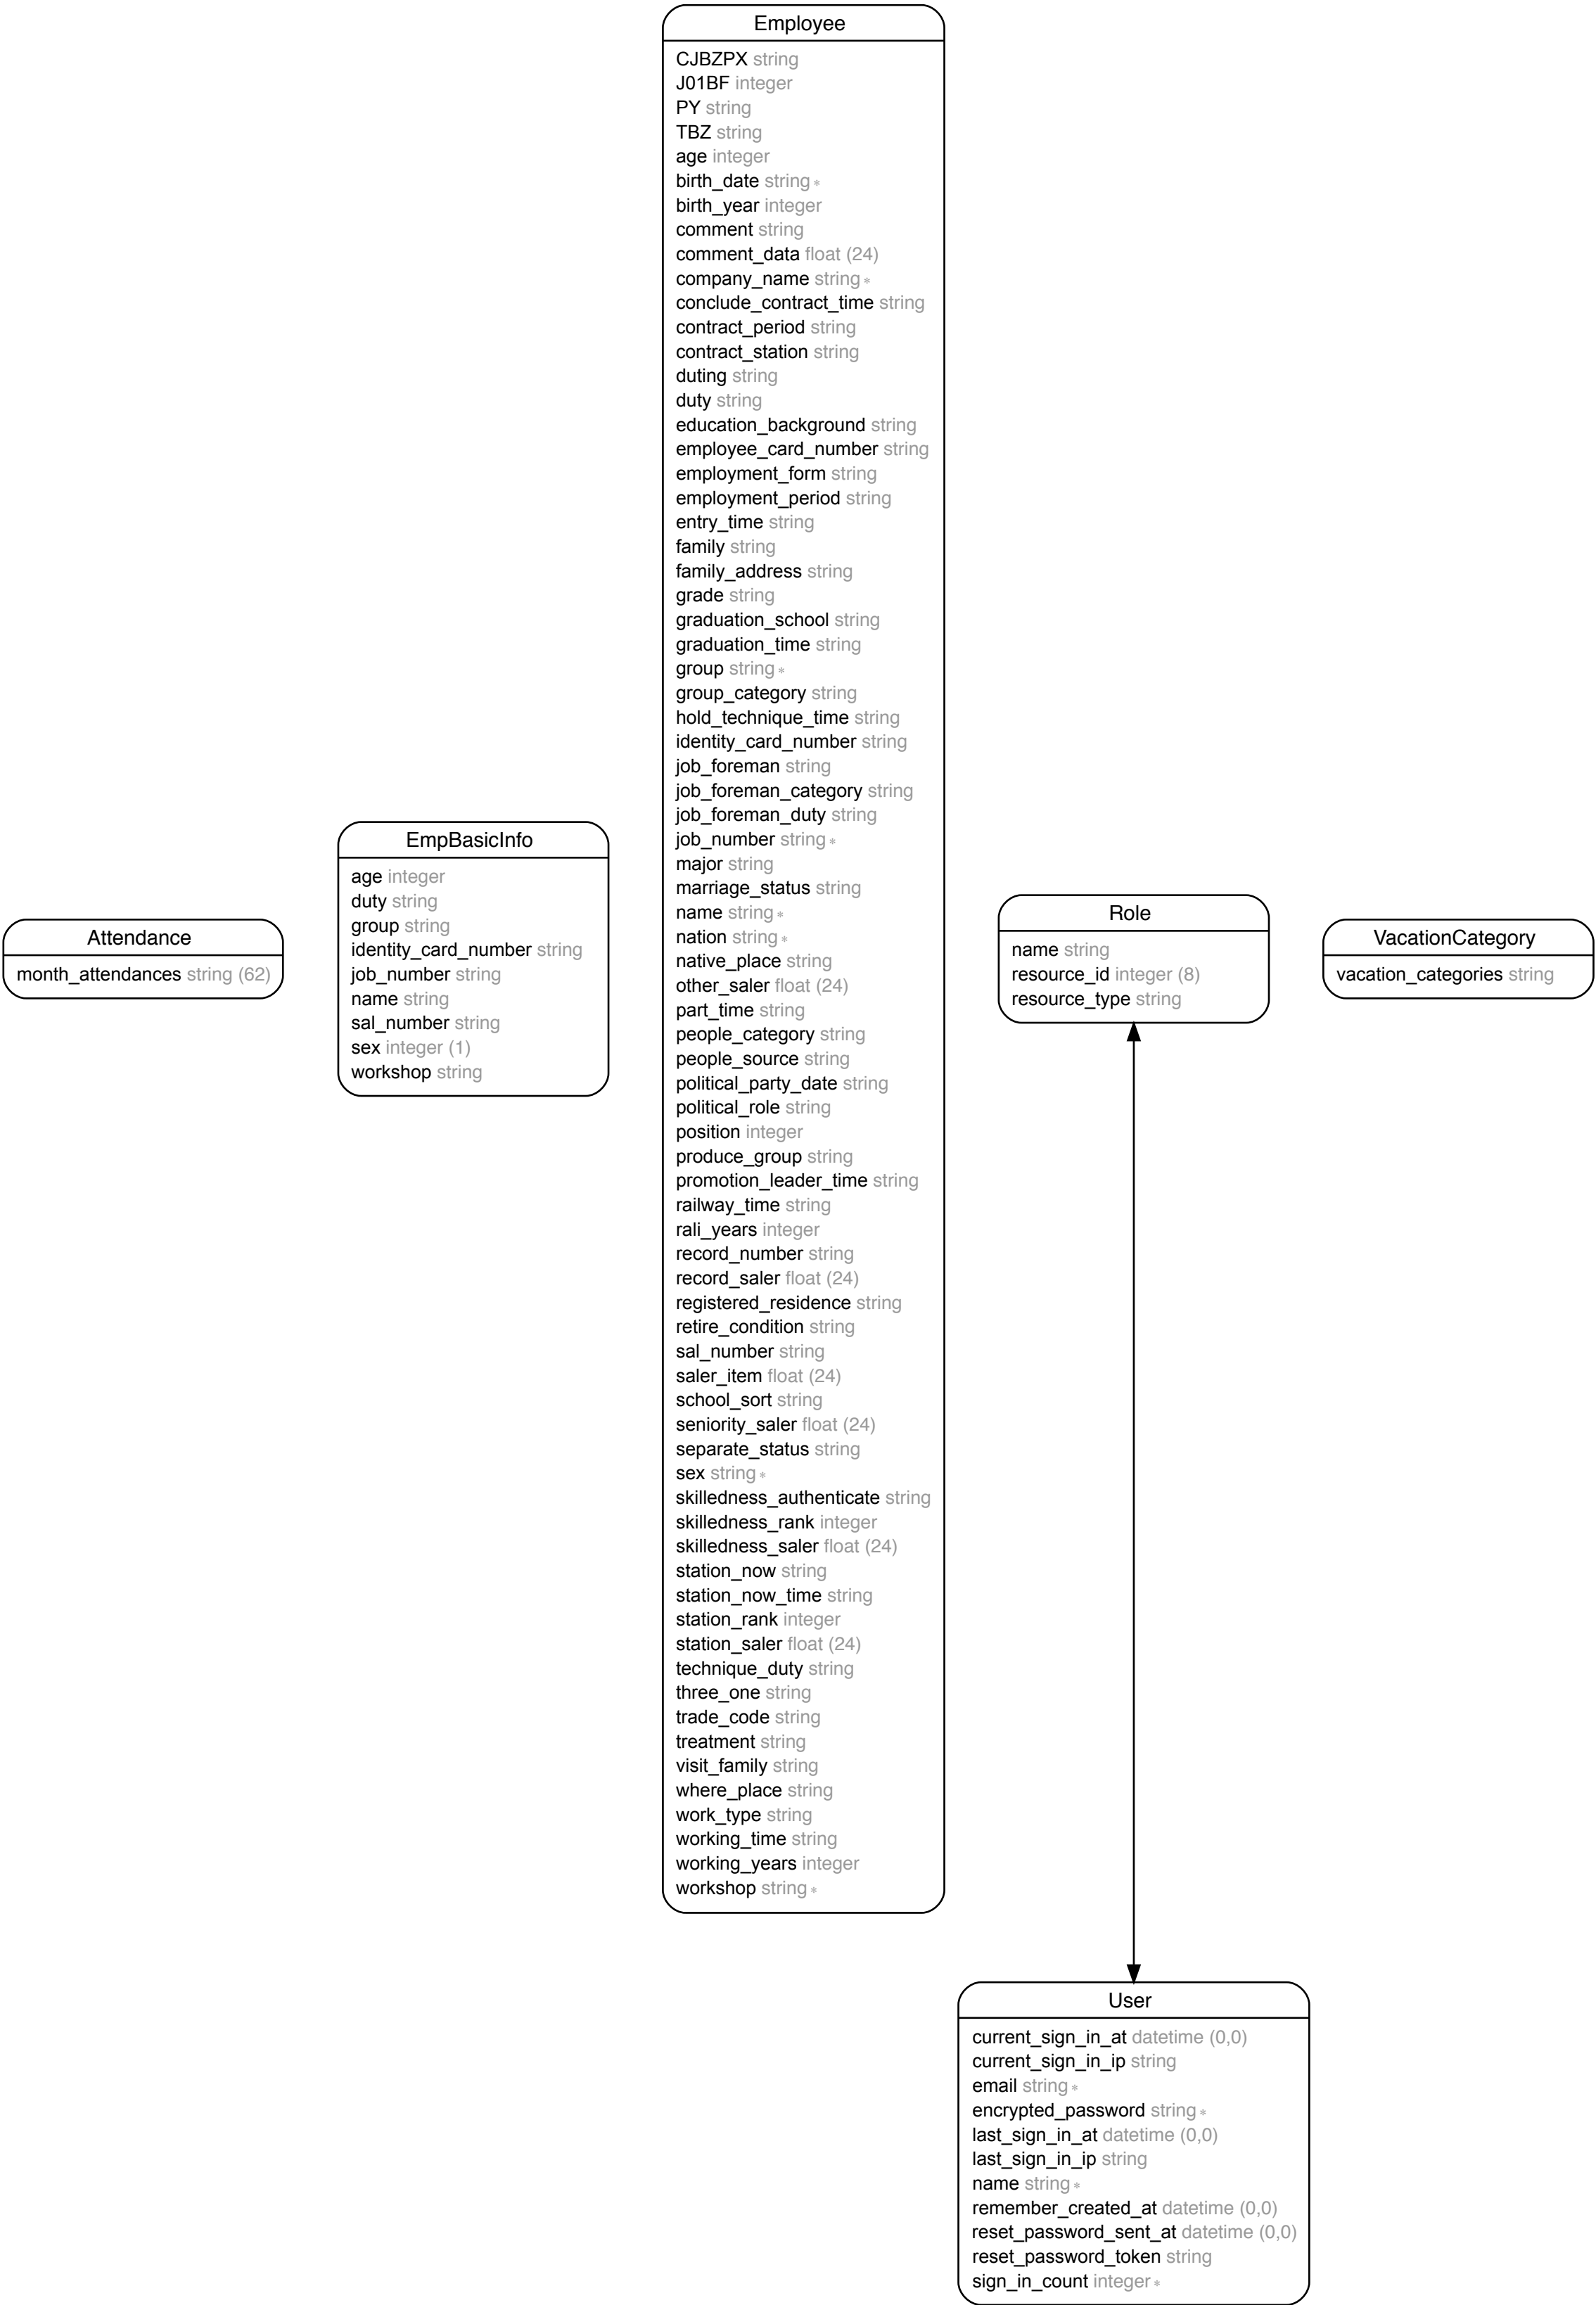 Employee
CJBZPX string
J01BF integer
PY string
TBZ string
age integer
birth_date string *
birth_year integer
comment string
comment_data float (24)
company_name string *
conclude_contract_time string
contract_period string
contract_station string
duting string
duty string
education_background string
employee_card_number string
employment_form string
employment_period string
entry_time string
family string
family_address string
grade string
graduation_school string
graduation_time string
group string *
group_category string
hold_technique_time string
identity_card_number string
job_foreman string
job_foreman_category string
job_foreman_duty string
job_number string *
major string
marriage_status string
name string *
nation string *
native_place string
other_saler float (24)
part_time string
people_category string
people_source string
political_party_date string
political_role string
position integer
produce_group string
promotion_leader_time string
railway_time string
rali_years integer
record_number string
record_saler float (24)
registered_residence string
retire_condition string
sal_number string
saler_item float (24)
school_sort string
seniority_saler float (24)
separate_status string
sex string *
skilledness_authenticate string
skilledness_rank integer
skilledness_saler float (24)
station_now string
station_now_time string
station_rank integer
station_saler float (24)
technique_duty string
three_one string
trade_code string
treatment string
visit_family string
where_place string
work_type string
working_time string
working_years integer
workshop string *
EmpBasicInfo
age integer
duty string
group string
identity_card_number string
job_number string
name string
sal_number string
sex integer (1)
workshop string
Attendance
month_attendances string (62)
Role
name string
resource_id integer (8)
resource_type string
VacationCategory
vacation_categories string
User
current_sign_in_at datetime (0,0)
current_sign_in_ip string
email string *
encrypted_password string *
last_sign_in_at datetime (0,0)
last_sign_in_ip string
name string *
remember_created_at datetime (0,0)
reset_password_sent_at datetime (0,0)
reset_password_token string
sign_in_count integer *